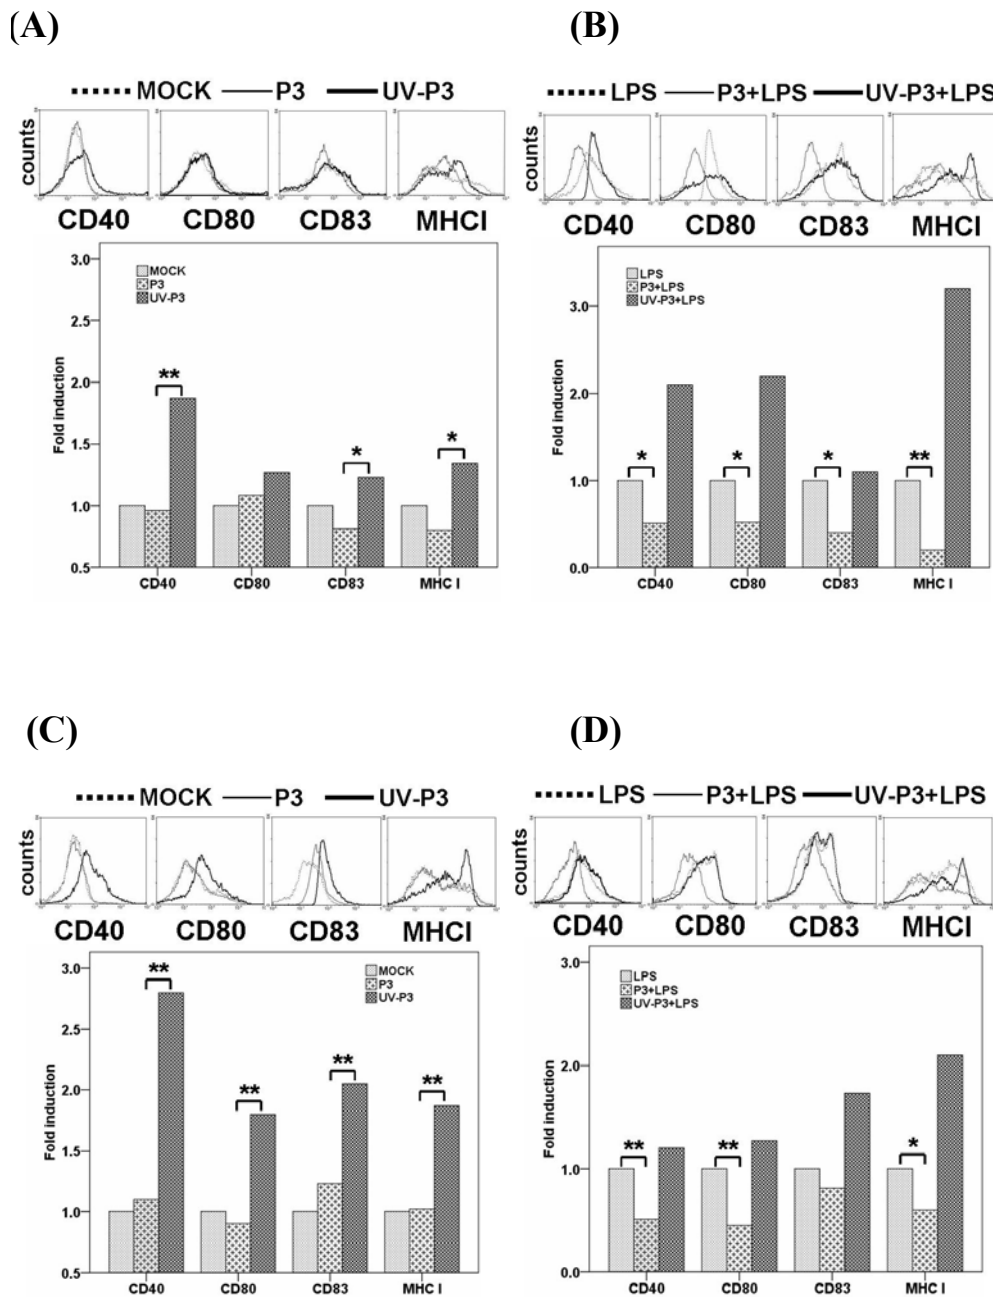 (A)
MOCK P3 UV-P3
counts
CD40 CD80 CD83 MHCI
3.0
2.5
2.0
1.5
1.0
0.5
Fold induction
MOCK
P3
UV-P3
**
*
*
CD40 CD80 CD83 MHC I
(B)
LPS P3+LPS UV-P3+LPS
counts
CD40 CD80 CD83 MHCI
3.0
2.0
1.0
0.0
Fold induction
LPS
P3+LPS
UV-P3+LPS
*
*
*
**
CD40 CD80 CD83 MHC I
(C)
MOCK P3 UV-P3
counts
CD40 CD80 CD83 MHCI
3.0
2.5
2.0
1.5
1.0
0.5
Fold induction
MOCK
P3
UV-P3
**
**
**
**
CD40 CD80 CD83 MHC I
(D)
LPS P3+LPS UV-P3+LPS
counts
CD40 CD80 CD83 MHCI
3.0
2.0
1.0
0.0
Fold induction
LPS
P3+LPS
UV-P3+LPS
**
**
*
CD40 CD80 CD83 MHC I